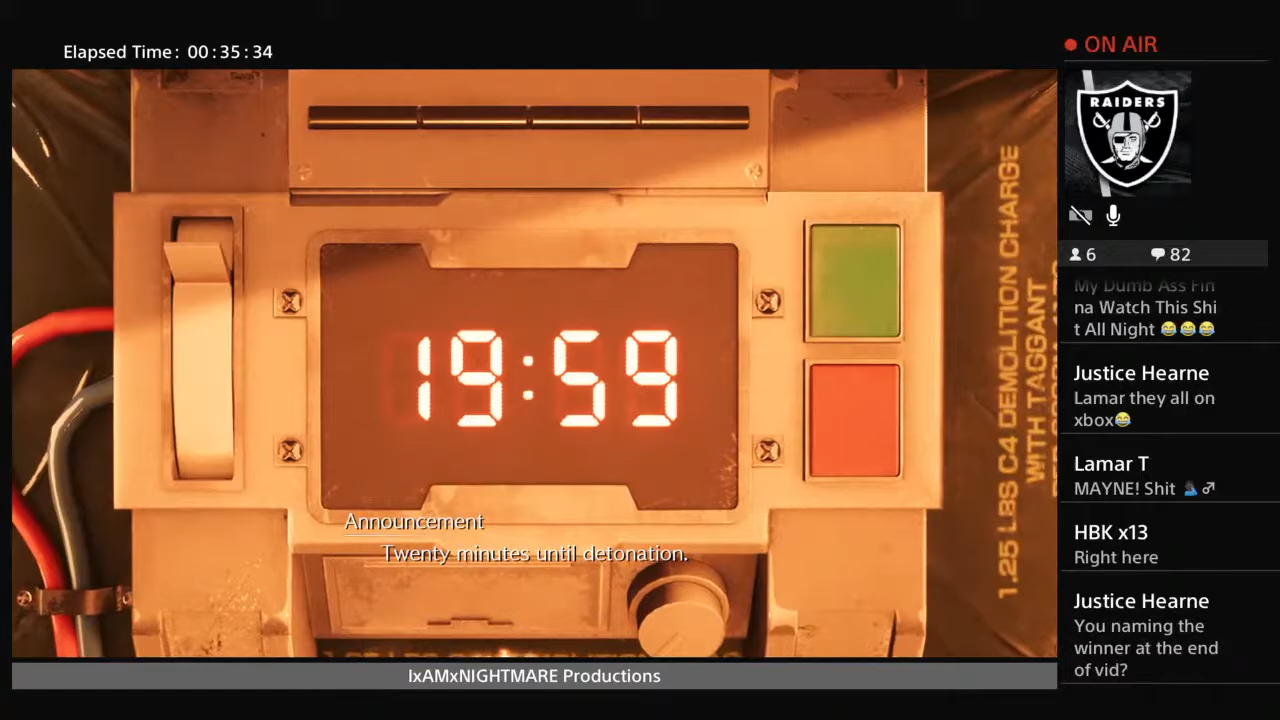 Elapsed Time: 00:35:34
ON AIR
RAIDERS
6 82
My Dumb Ass Fin
na Watch This Shi
t All Night 😂😂😂
Justice Hearne
Lamar they all on
xbox😂
Lamar T
MAYNE! Shit 🤦🏿♂
HBK x13
Right here
Justice Hearne
You naming the
winner at the end
of vid?
19:59
1.25 LBS C4 DEMOLITION CHARGE
WITH TAGGANT
Announcement
Twenty minutes until detonation.
IxAMxNIGHTMARE Productions